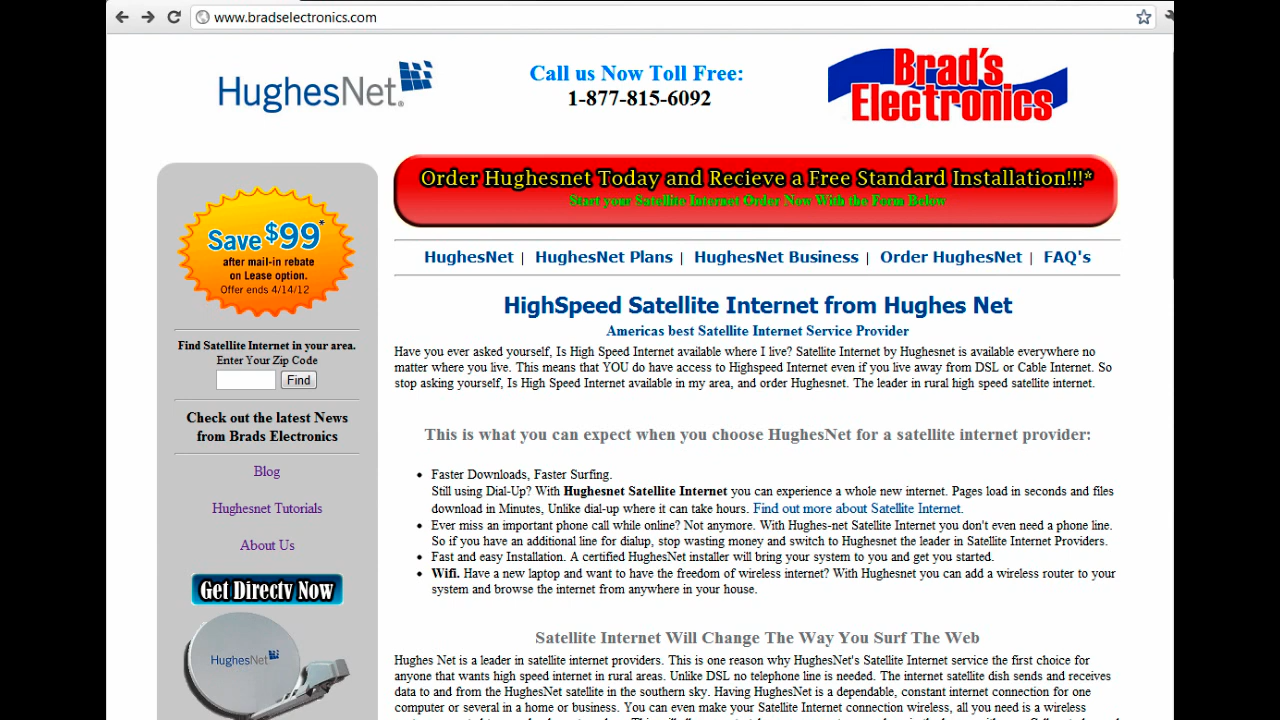 www.bradselectronics.com
HughesNet
Call us Now Toll Free:
1-877-815-6092
Brad's
Electronics
Save $99*
after mail-in rebate
on Lease option.
Offer ends 4/14/12
Find Satellite Internet in your area.
Enter Your Zip Code
Find
Check out the latest News
from Brads Electronics
Blog
Hughesnet Tutorials
About Us
Get Directv Now
HughesNet
Order Hughesnet Today and Recieve a Free Standard Installation!!!*
Start your Satellite Internet Order Now With the Form Below
HughesNet | HughesNet Plans | HughesNet Business | Order HughesNet | FAQ's
HighSpeed Satellite Internet from Hughes Net
Americas best Satellite Internet Service Provider
Have you ever asked yourself, Is High Speed Internet available where I live? Satellite Internet by Hughesnet is available everywhere no
matter where you live. This means that YOU do have access to Highspeed Internet even if you live away from DSL or Cable Internet. So
stop asking yourself, Is High Speed Internet available in my area, and order Hughesnet. The leader in rural high speed satellite internet.
This is what you can expect when you choose HughesNet for a satellite internet provider:
• Faster Downloads, Faster Surfing.
Still using Dial-Up? With Hughesnet Satellite Internet you can experience a whole new internet. Pages load in seconds and files
download in Minutes, Unlike dial-up where it can take hours. Find out more about Satellite Internet.
• Ever miss an important phone call while online? Not anymore. With Hughes-net Satellite Internet you don't even need a phone line.
So if you have an additional line for dialup, stop wasting money and switch to Hughesnet the leader in Satellite Internet Providers.
• Fast and easy Installation. A certified HughesNet installer will bring your system to you and get you started.
• Wifi. Have a new laptop and want to have the freedom of wireless internet? With Hughesnet you can add a wireless router to your
system and browse the internet from anywhere in your house.
Satellite Internet Will Change The Way You Surf The Web
Hughes Net is a leader in satellite internet providers. This is one reason why HughesNet's Satellite Internet service the first choice for
anyone that wants high speed internet in rural areas. Unlike DSL no telephone line is needed. The internet satellite dish sends and receives
data to and from the HughesNet satellite in the southern sky. Having HughesNet is a dependable, constant internet connection for one
computer or several in a home or business. You can even make your Satellite Internet connection wireless, all you need is a wireless